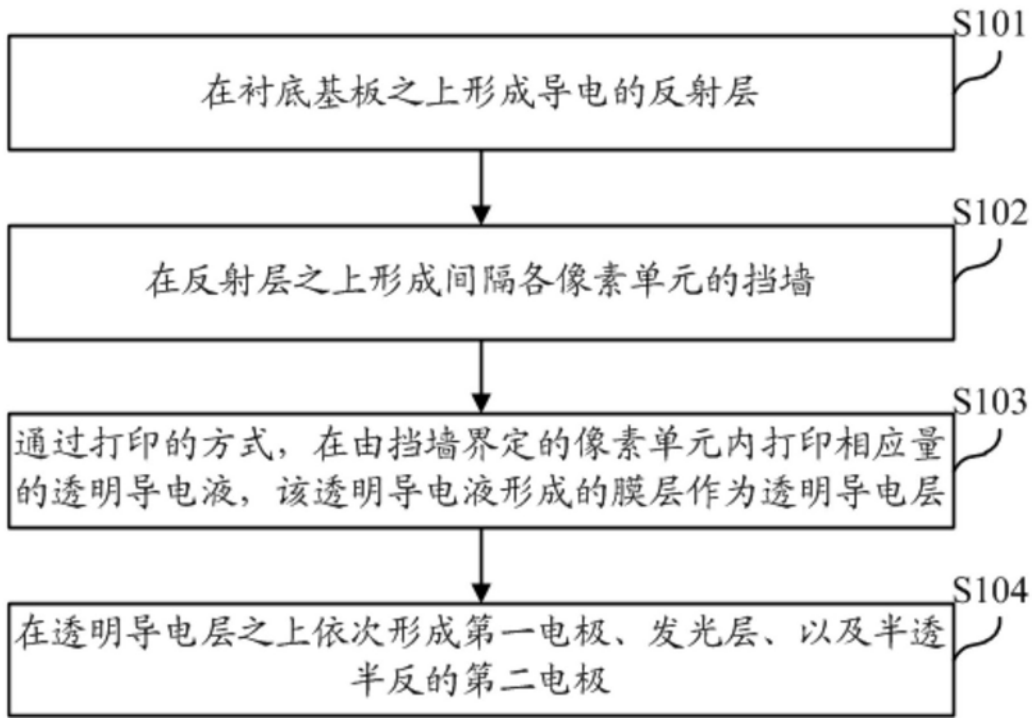 S101
在衬底基板之上形成导电的反射层
S102
在反射层之上形成间隔各像素单元的挡墙
S103
通过打印的方式，在由挡墙界定的像素单元内打印相应量
的透明导电液，该透明导电液形成的膜层作为透明导电层
S104
在透明导电层之上依次形成第一电极、发光层、以及半透
半反的第二电极